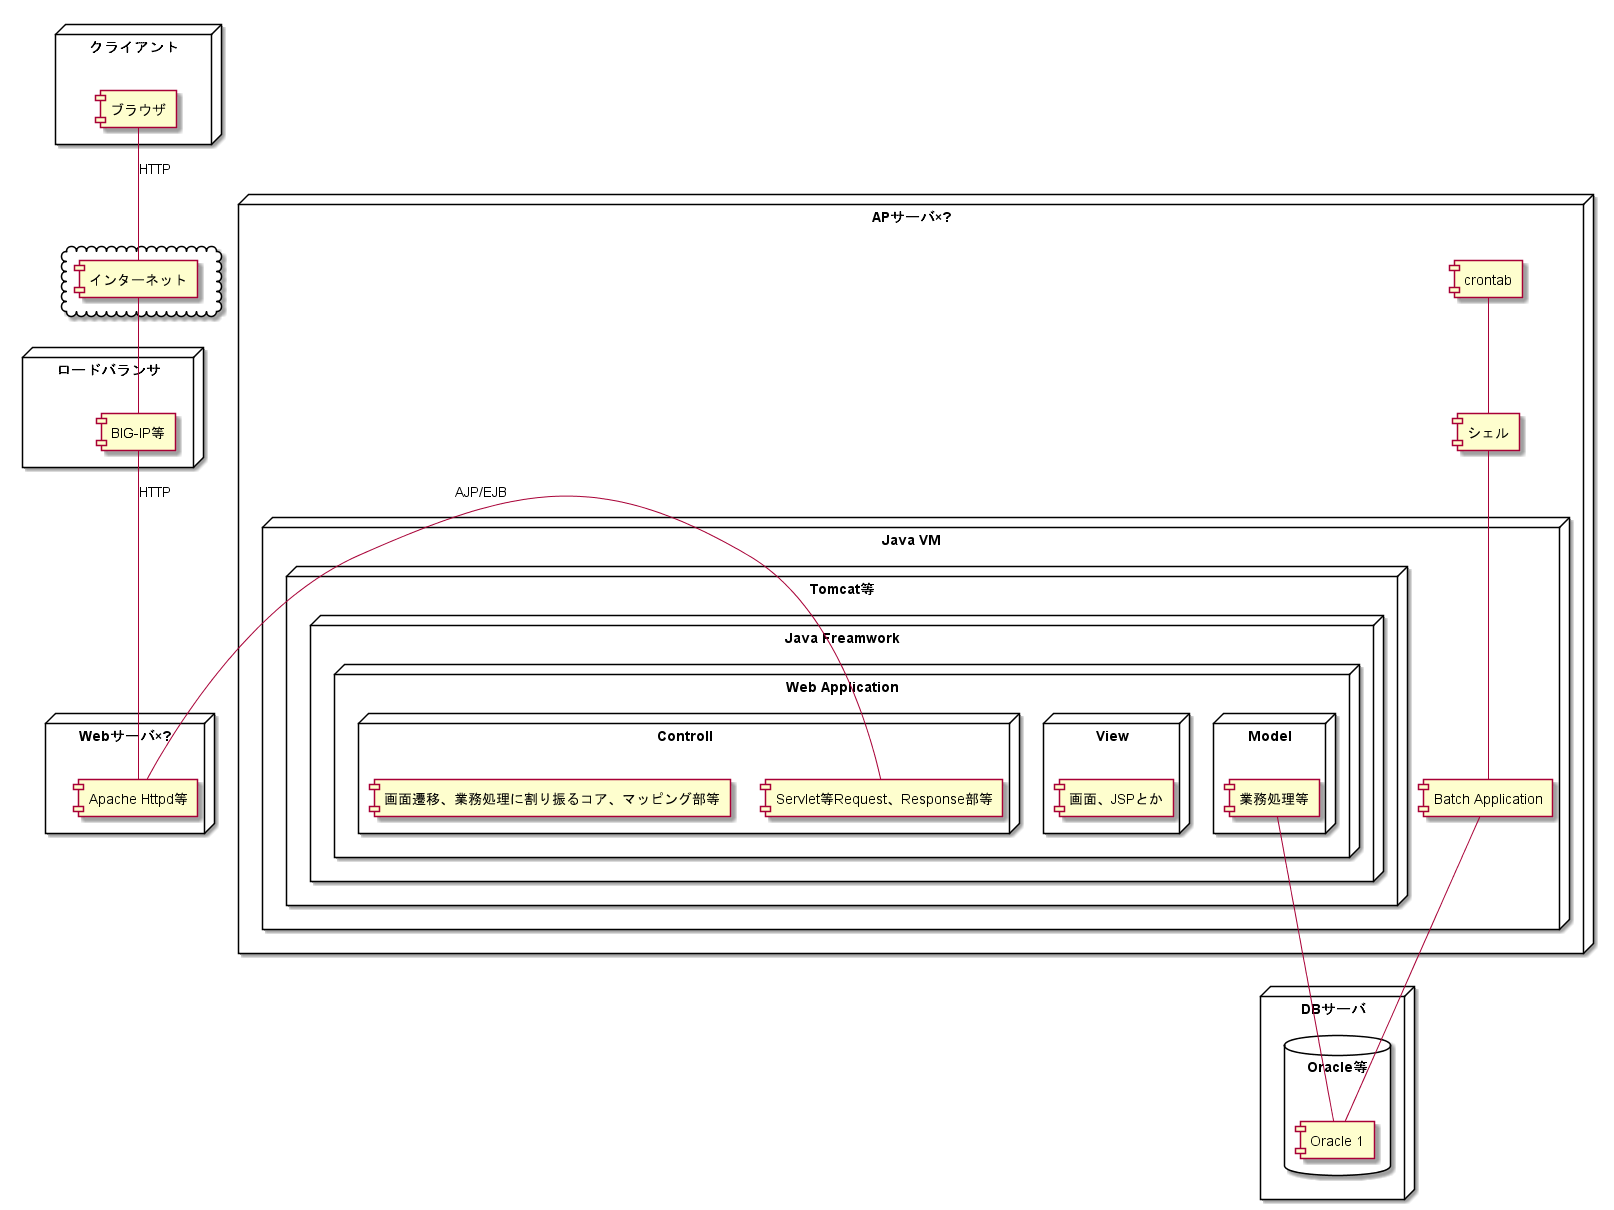 クライアント
ブラウザ
HTTP
APサーバ×?
インターネット
crontab
ロードバランサ
BIG-IP等
シェル
HTTP
AJP/EJB
Java VM
Tomcat等
Java Freamwork
Web Application
Webサーバ×?
Controll
View
Model
Apache Httpd等
画面遷移、業務処理に割り振るコア、マッピング部等
Servlet等Request、Response部等
画面、JSPとか
業務処理等
Batch Application
DBサーバ
Oracle等
Oracle 1